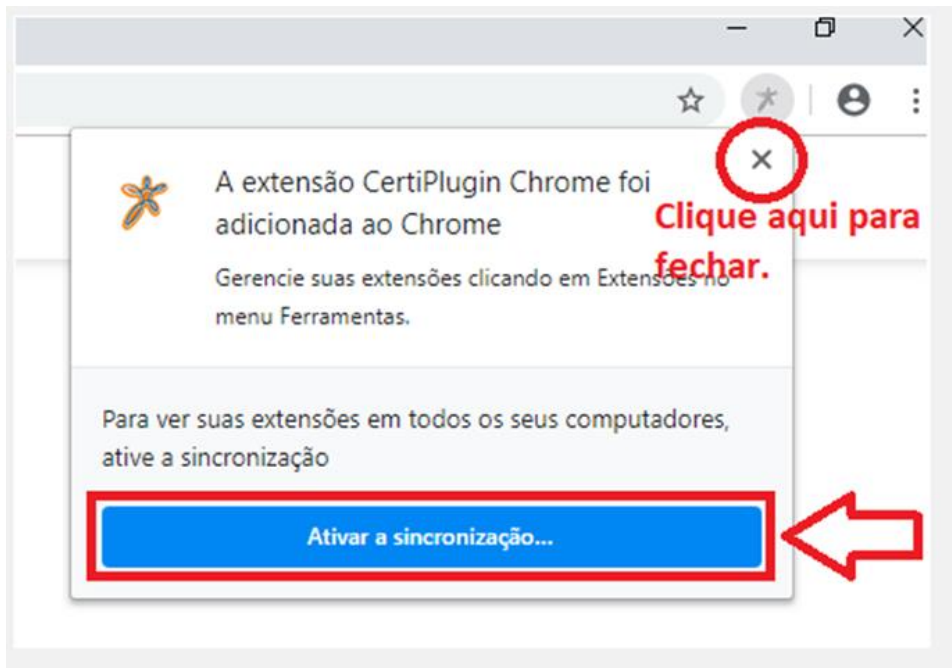 A extensão CertiPlugin Chrome foi
adicionada ao Chrome
Clique aqui para
fechar.
Gerencie suas extensões clicando em Extensões no
menu Ferramentas.
Para ver suas extensões em todos os seus computadores,
ative a sincronização
Ativar a sincronização...